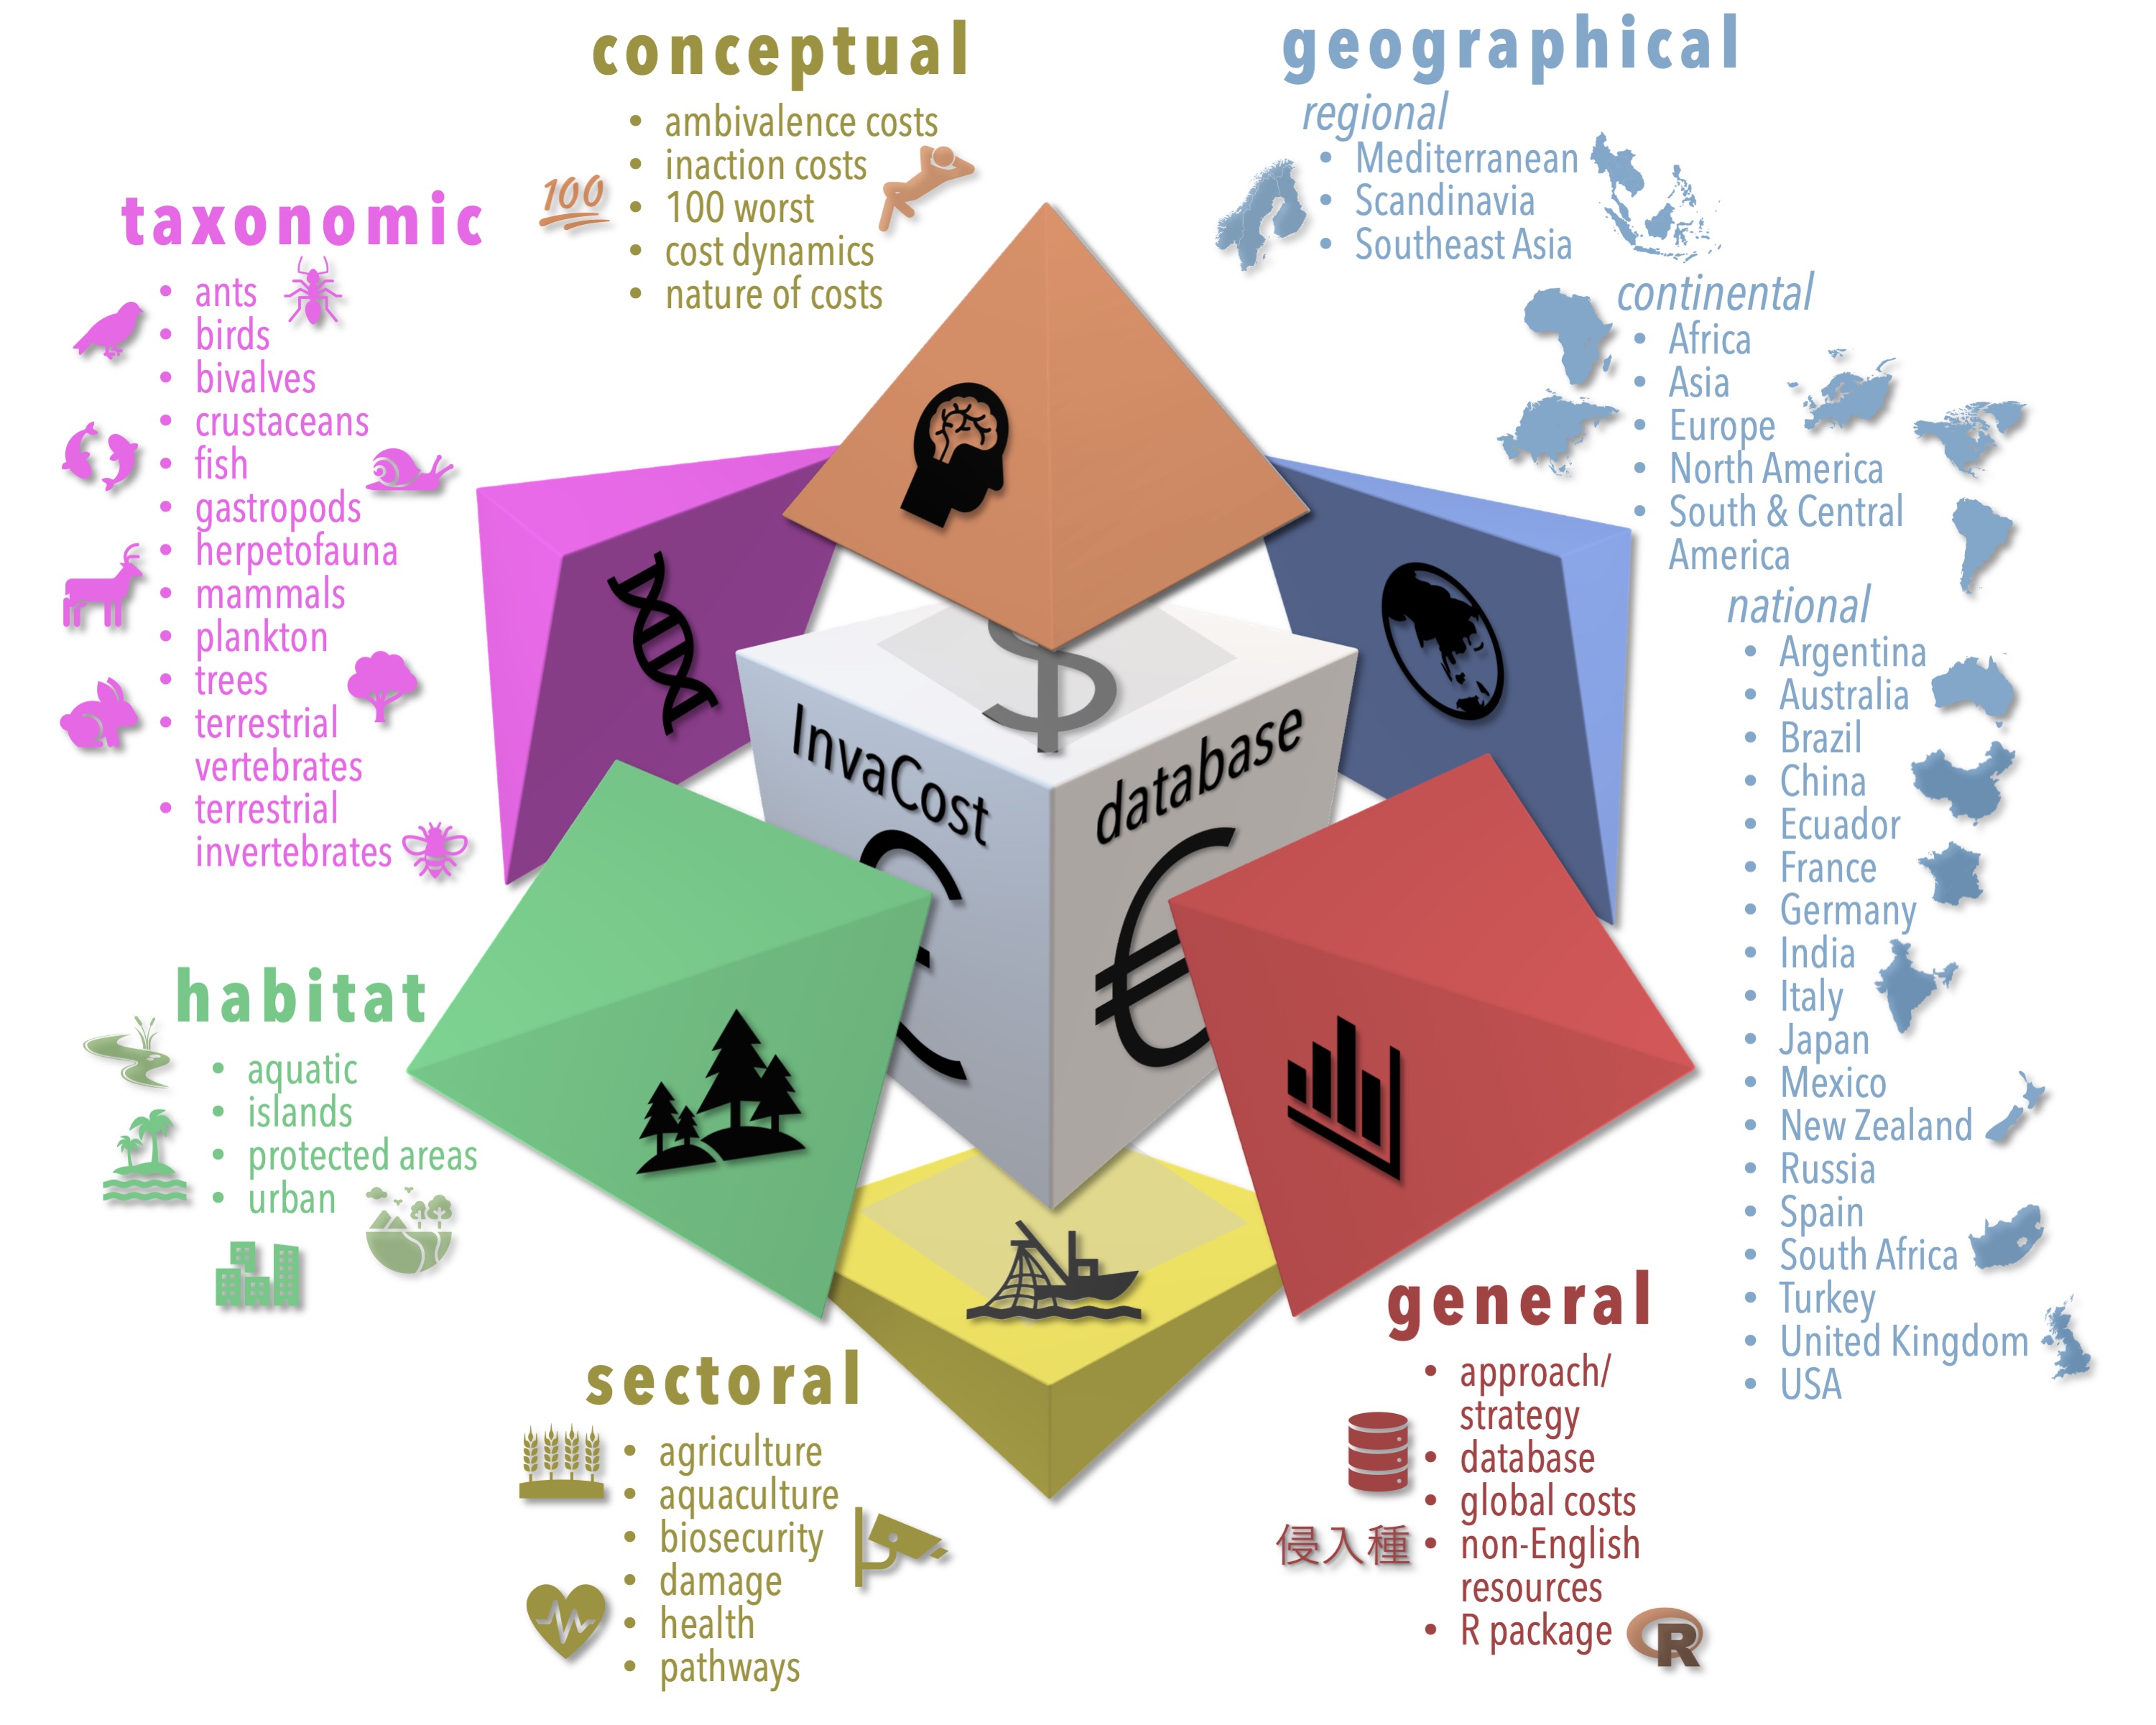 conceptual
• ambivalence costs
• inaction costs
• 100 worst
• cost dynamics
• nature of costs
100
geographical
regional
• Mediterranean
• Scandinavia
• Southeast Asia
continental
• Africa
• Asia
• Europe
• North America
• South & Central
America
national
• Argentina
• Australia
• Brazil
• China
• Ecuador
• France
• Germany
• India
• Italy
• Japan
• Mexico
• New Zealand
• Russia
• Spain
• South Africa
• Turkey
• United Kingdom
• USA
taxonomic
• ants
• birds
• bivalves
• crustaceans
• fish
• gastropods
• herpetofauna
• mammals
• plankton
• trees
• terrestrial
vertebrates
• terrestrial
invertebrates
$
InvaCost
database
€
€
habitat
• aquatic
• islands
• protected areas
• urban
sectoral
• agriculture
• aquaculture
• biosecurity
• damage
• health
• pathways
general
• approach/
strategy
• database
• global costs
侵入種
• non-English
resources
• R package
R